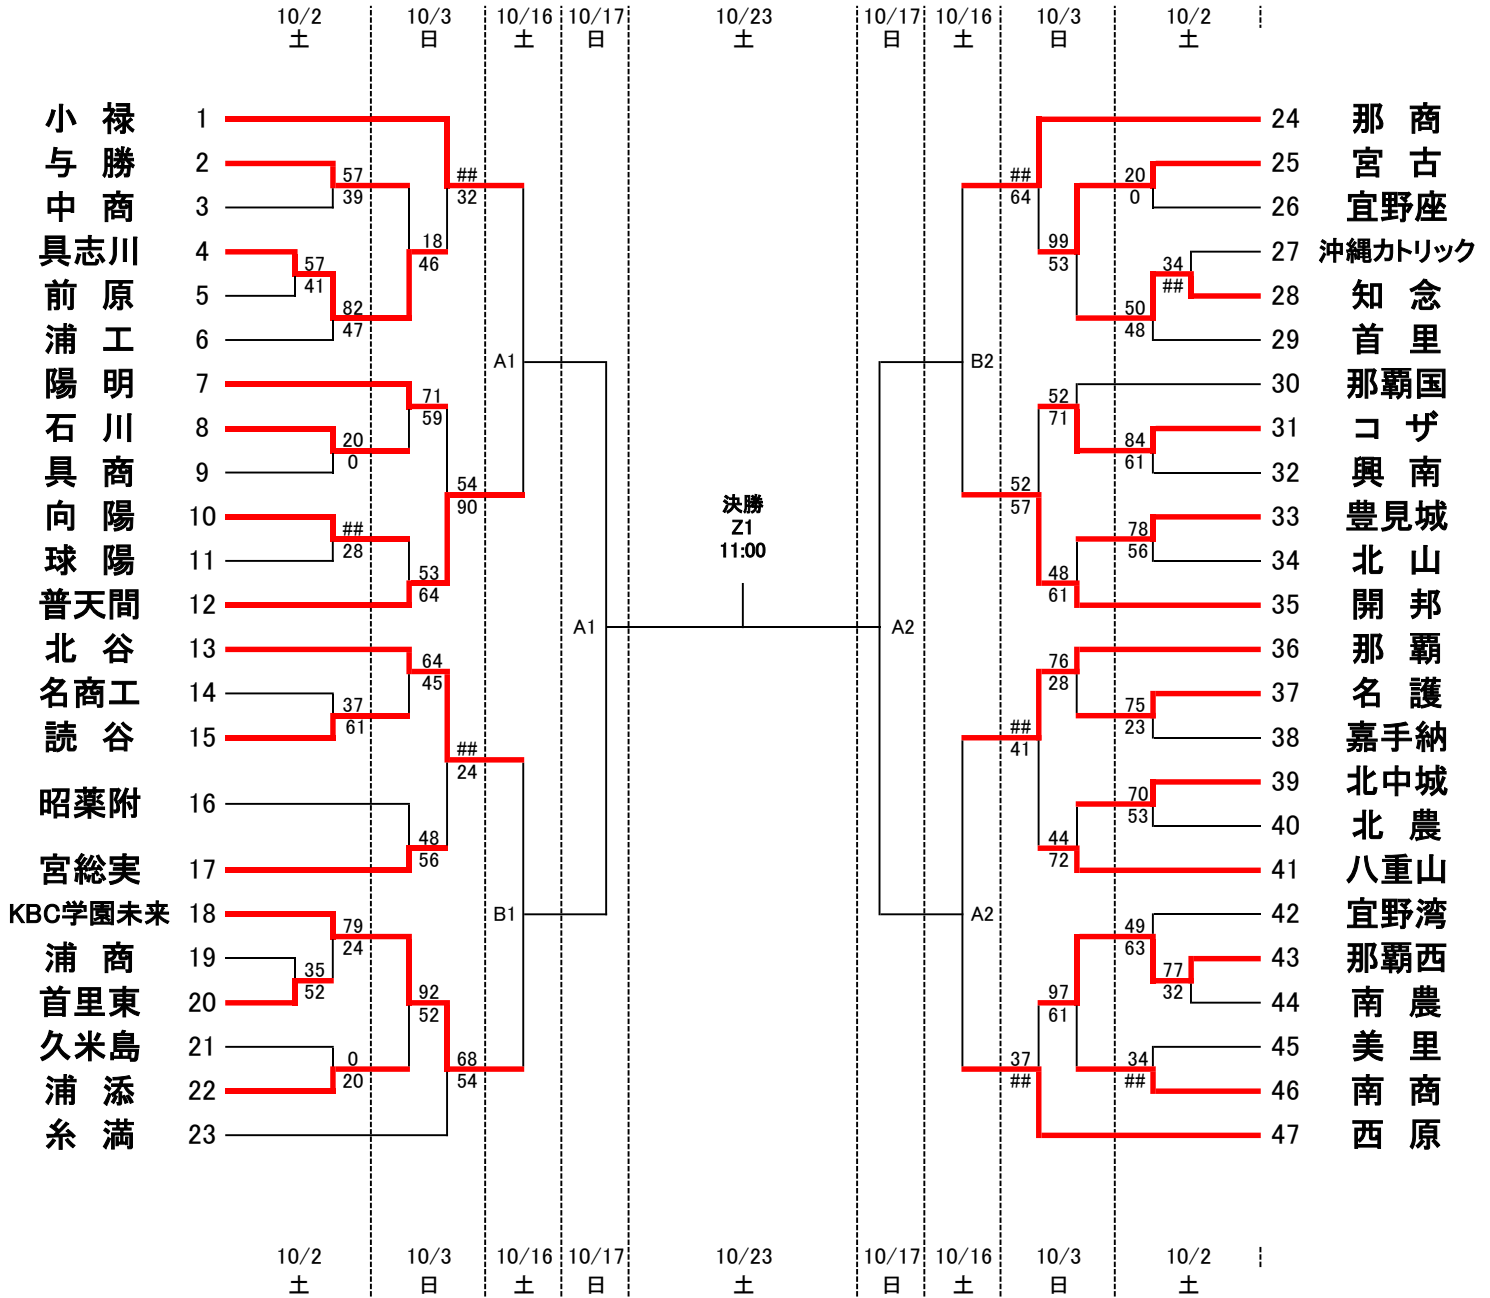 10/2 10/3 10/16 10/17 10/23 10/17 10/16 10/3 10/2
土 日 土 日 土 日 土 日 土
小 禄 1
与 勝 2
中 商 3
具志川 4
前 原 5
浦 工 6
陽 明 7
石 川 8
具 商 9
向 陽 10
球 陽 11
普天間 12
北 谷 13
名商工 14
読 谷 15
昭薬附 16
宮総実 17
KBC学園未来 18
浦 商 19
首里東 20
久米島 21
浦 添 22
糸 満 23
57
39
57
41
82
47
18
46
##
32
71
59
20
0
##
28
53
64
54
90
64
45
37
61
##
24
48
56
79
24
35
52
92
52
0
20
68
54
A1
B1
A1
決勝
Z1
11:00
A2
B2
A2
##
64
20
0
99
53
34
##
50
48
52
71
84
61
52
57
78
56
48
61
76
28
75
23
##
41
70
53
44
72
49
63
77
32
97
61
34
##
37
##
24 那 商
25 宮 古
26 宜野座
27 沖縄カトリック
28 知 念
29 首 里
30 那覇国
31 コ ザ
32 興 南
33 豊見城
34 北 山
35 開 邦
36 那 覇
37 名 護
38 嘉手納
39 北中城
40 北 農
41 八重山
42 宜野湾
43 那覇西
44 南 農
45 美 里
46 南 商
47 西 原
10/2 10/3 10/16 10/17 10/23 10/17 10/16 10/3 10/2
土 日 土 日 土 日 土 日 土